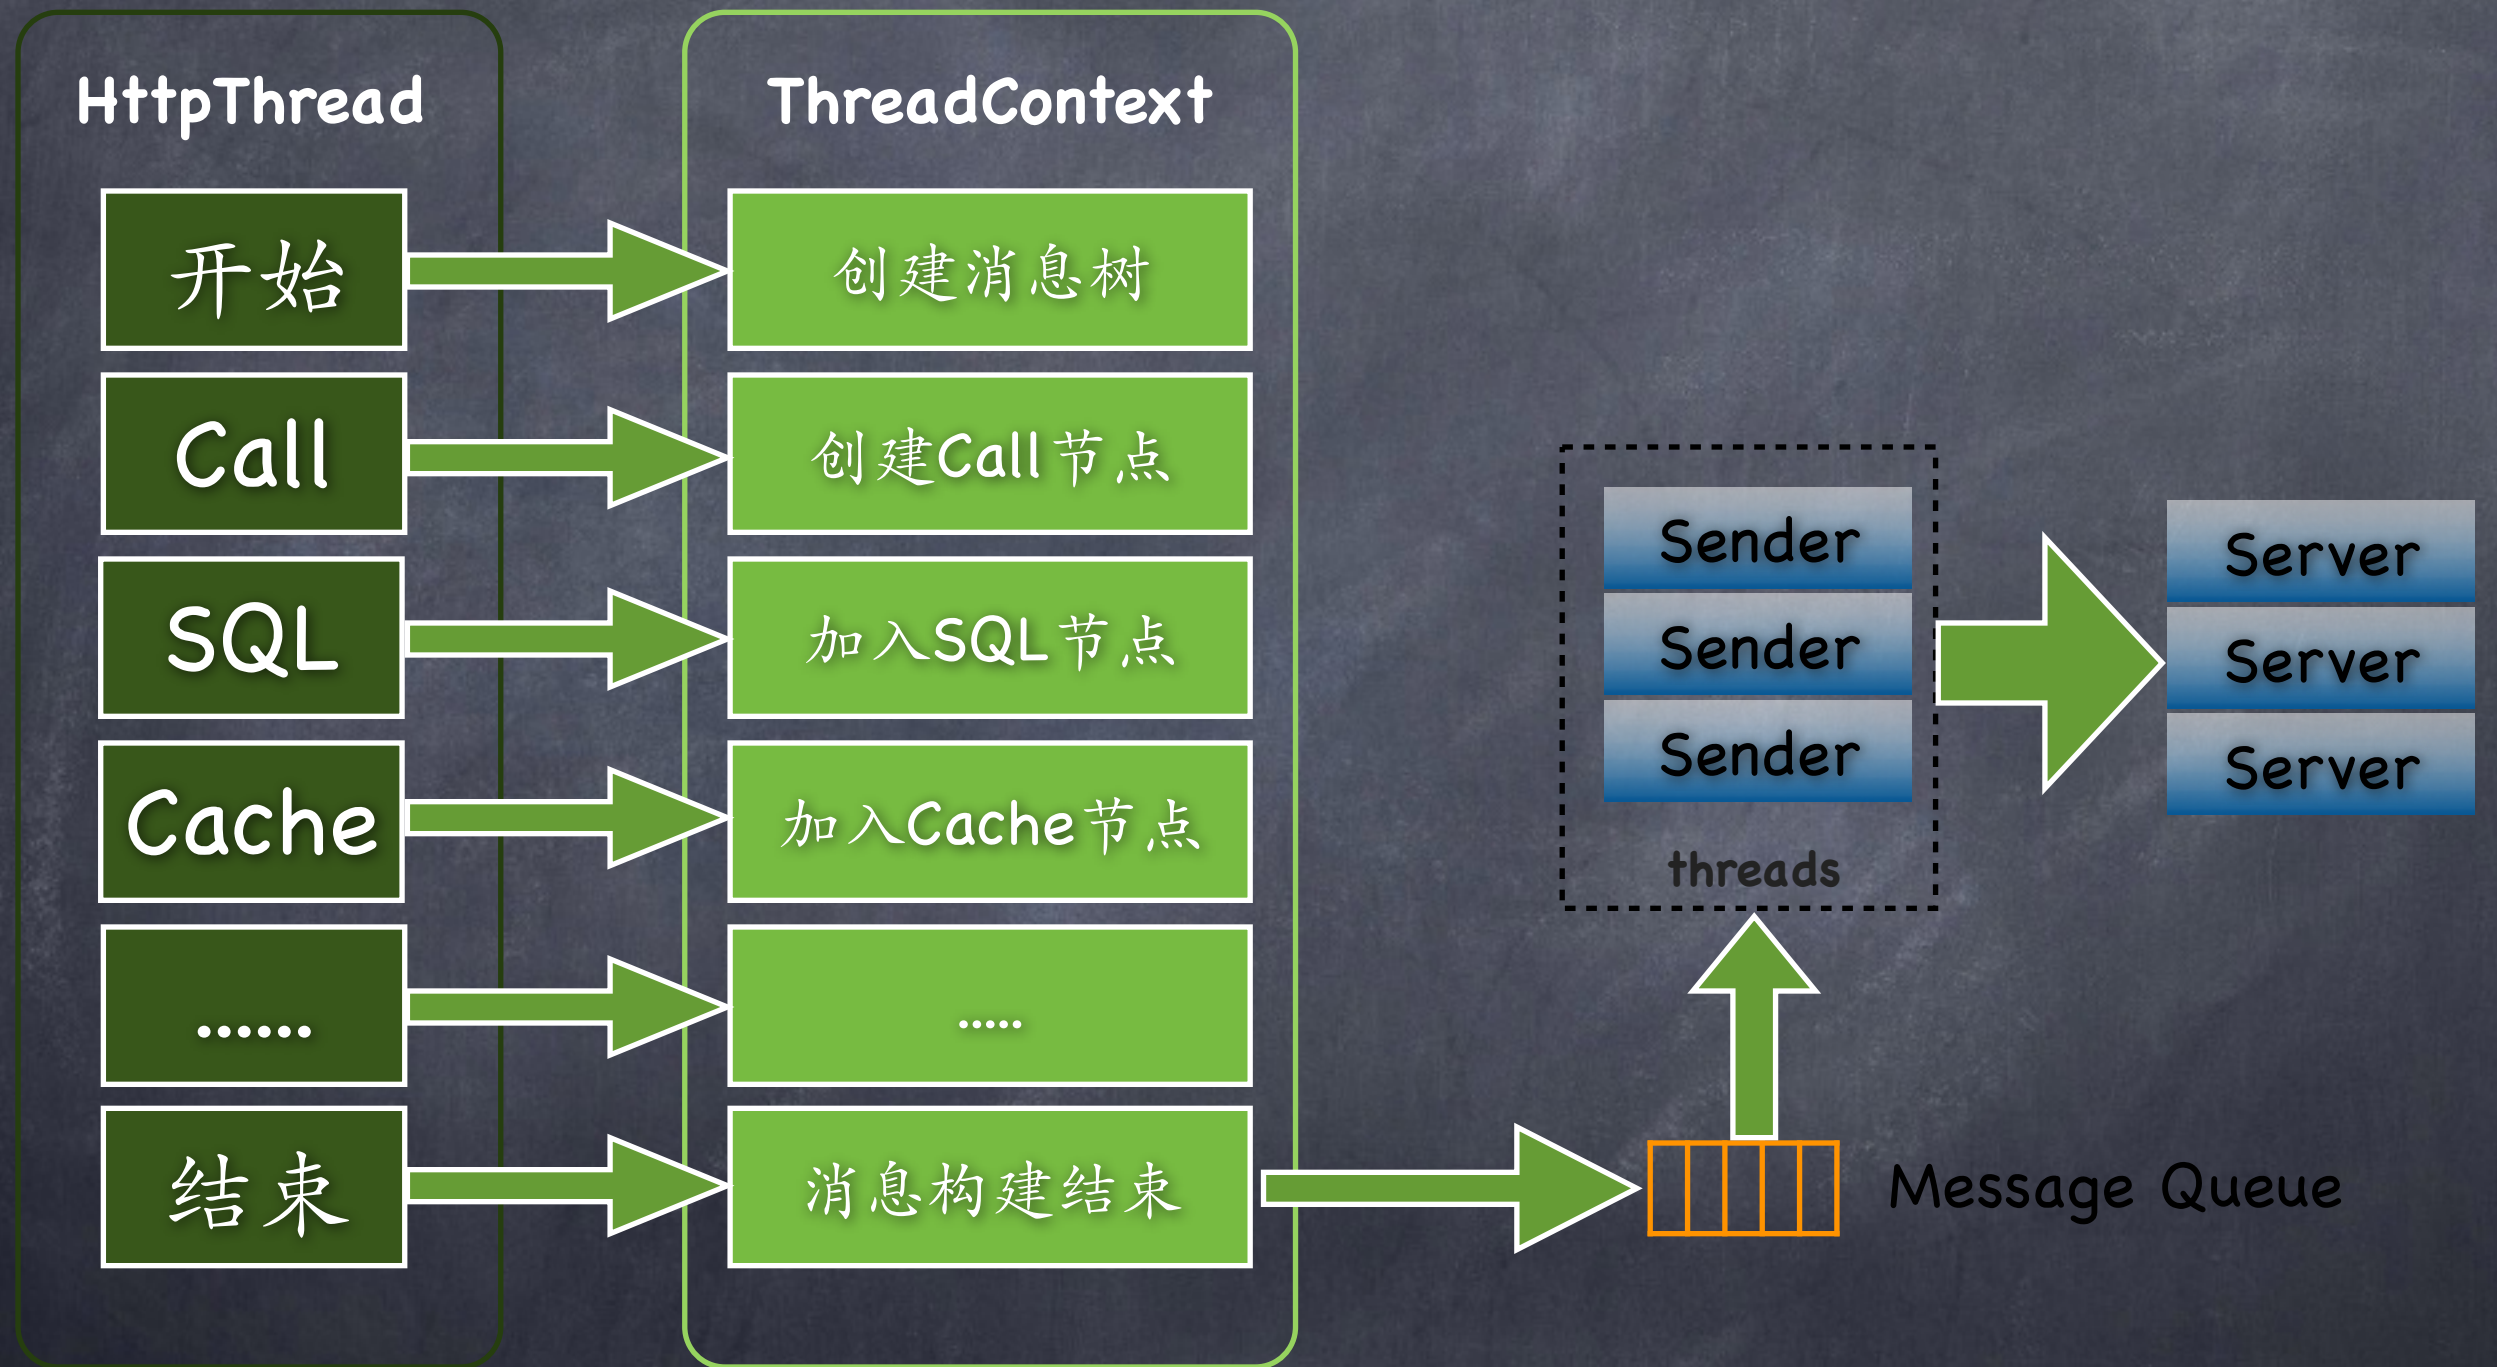 HttpThread
开始
Call
SQL
Cache
......
结束
ThreadContext
创建消息树
创建Call节点
加入SQL节点
加入Cache节点
.....
消息构建结束
Sender
Sender
Sender
threads
Server
Server
Server
Message Queue